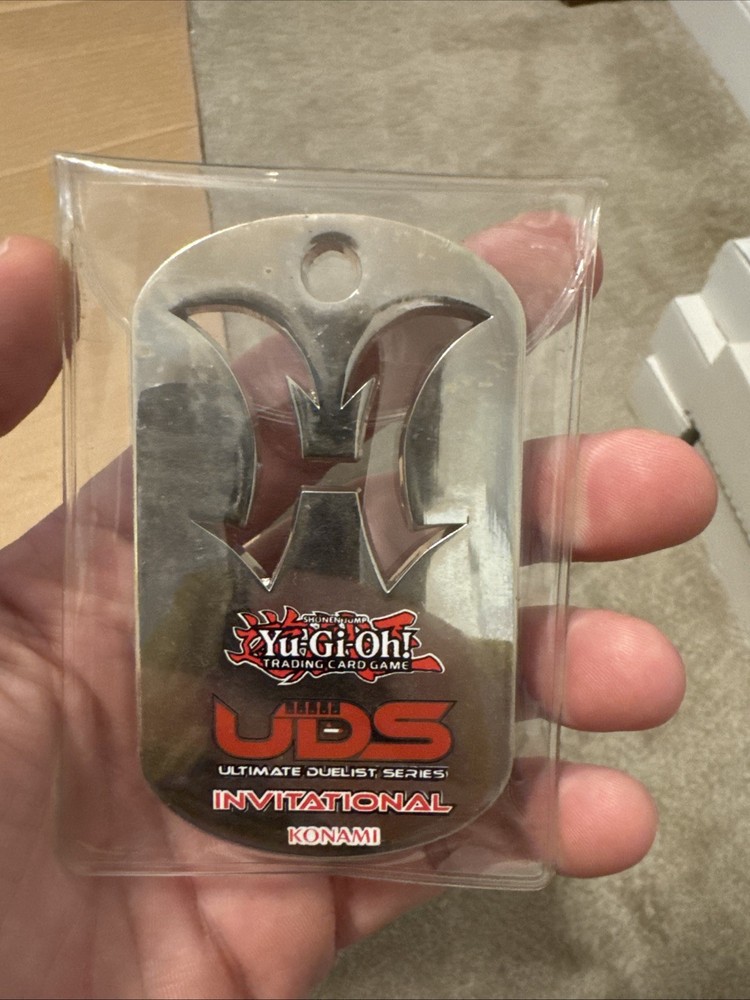 SHONEN JUMP
Yu-Gi-Oh!
TRADING CARD GAME
UDS
ULTIMATE DUELIST SERIES
INVITATIONAL
KONAMI